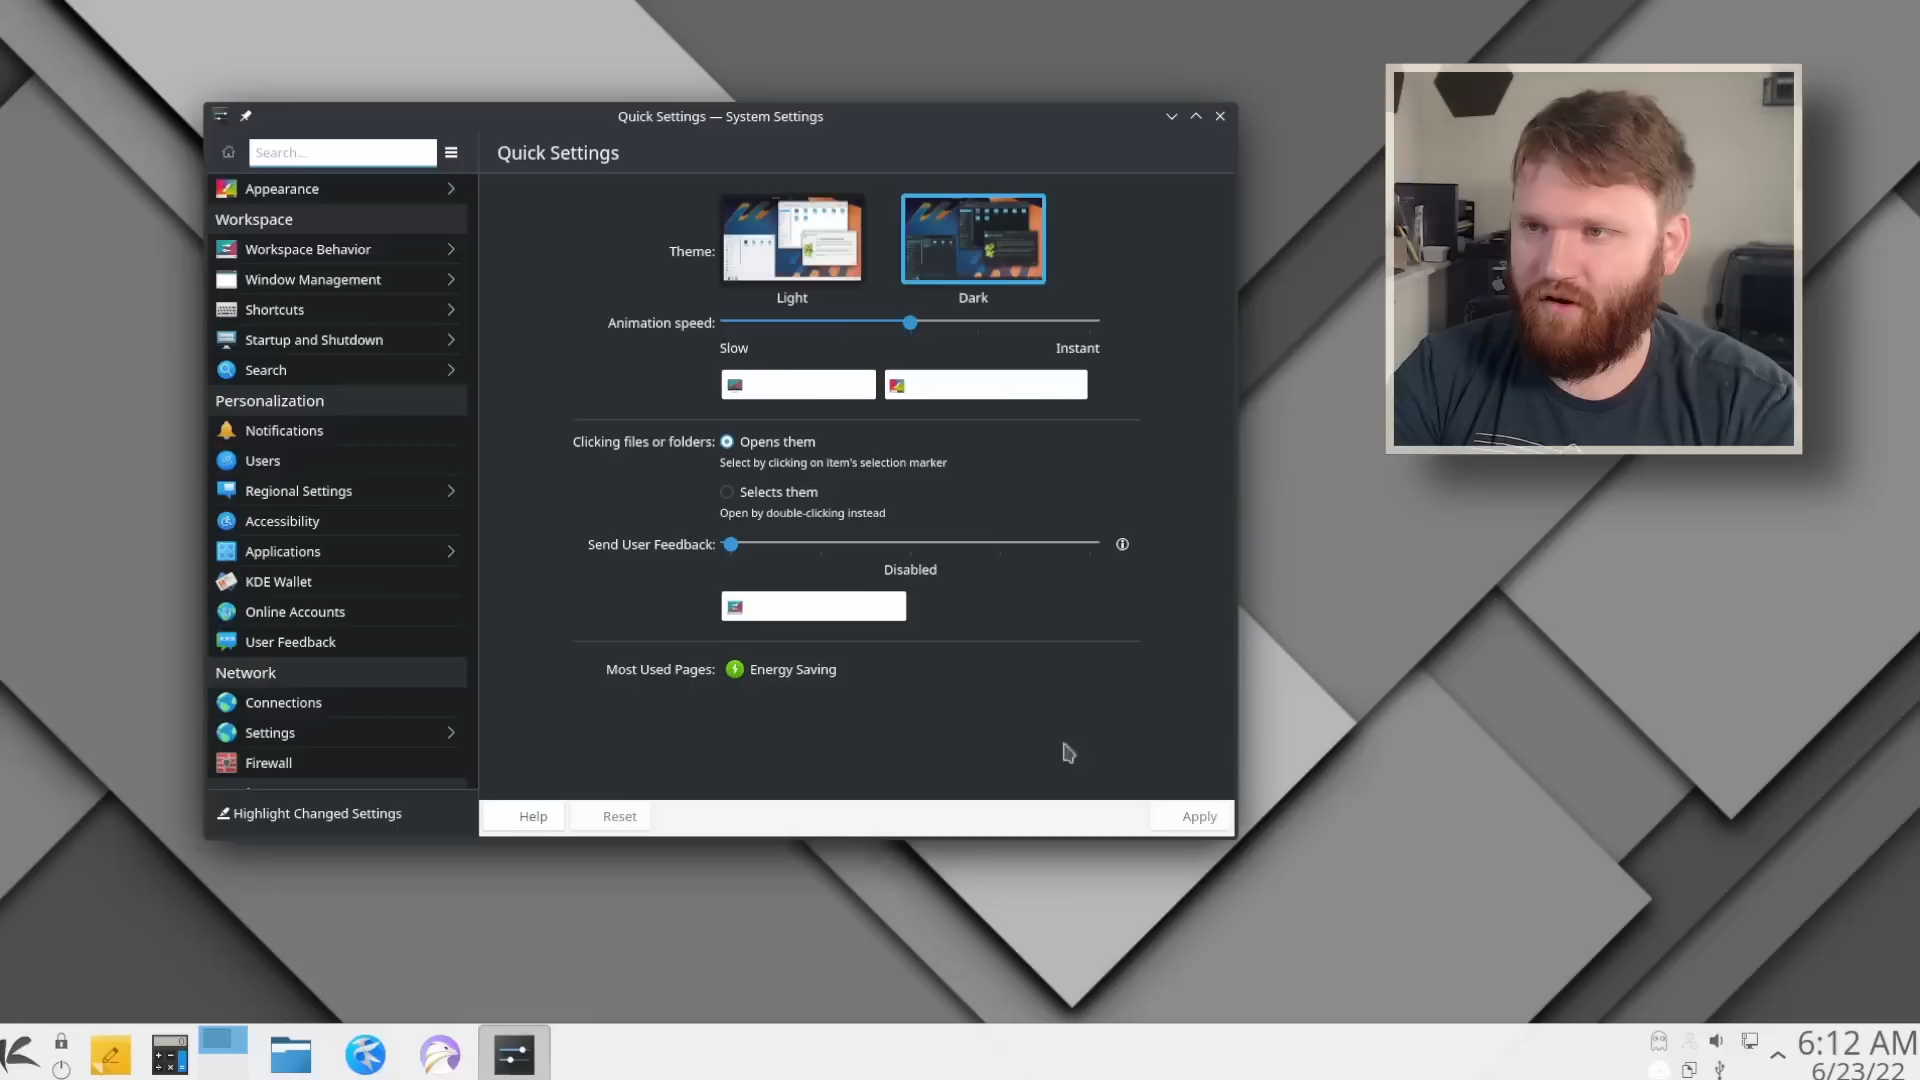 Quick Settings — System Settings
Search...
Quick Settings
Appearance
Workspace
Workspace Behavior
Window Management
Shortcuts
Startup and Shutdown
Search
Personalization
Notifications
Users
Regional Settings
Accessibility
Applications
KDE Wallet
Online Accounts
User Feedback
Network
Connections
Settings
Firewall
Highlight Changed Settings
Theme:
Light
Dark
Animation speed:
Slow
Instant
Clicking files or folders:
Opens them
Select by clicking on item's selection marker
Selects them
Open by double-clicking instead
Send User Feedback:
Disabled
Most Used Pages:
Energy Saving
Help
Reset
Apply
6:12 AM
6/23/22